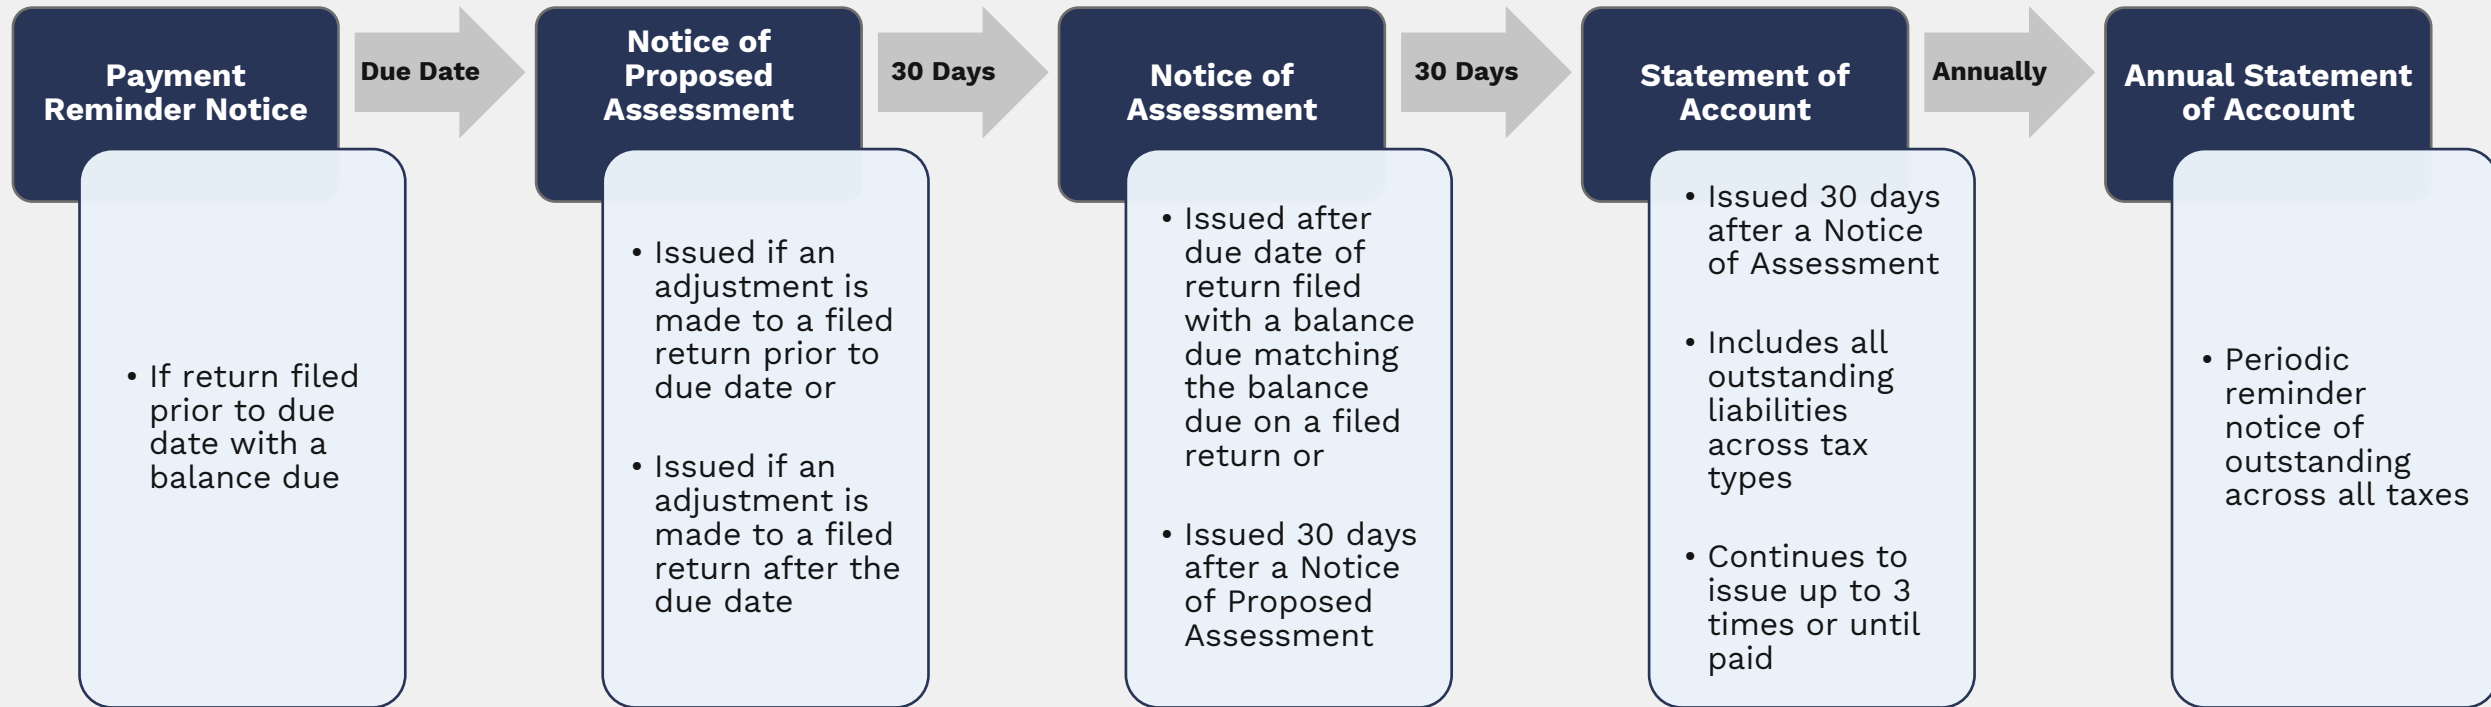 Payment
Reminder Notice
Due Date
Notice of
Proposed
Assessment
30 Days
Notice of
Assessment
30 Days
Statement of
Account
Annually
Annual Statement
of Account
• If return filed
prior to due
date with a
balance due
• Issued if an
adjustment is
made to a filed
return prior to
due date or
• Issued if an
adjustment is
made to a filed
return after the
due date
• Issued after
due date of
return filed
with a balance
due matching
the balance
due on a filed
return or
• Issued 30 days
after a Notice
of Proposed
Assessment
• Issued 30 days
after a Notice
of Assessment
• Includes all
outstanding
liabilities
across tax
types
• Continues to
issue up to 3
times or until
paid
• Periodic
reminder
notice of
outstanding
across all taxes